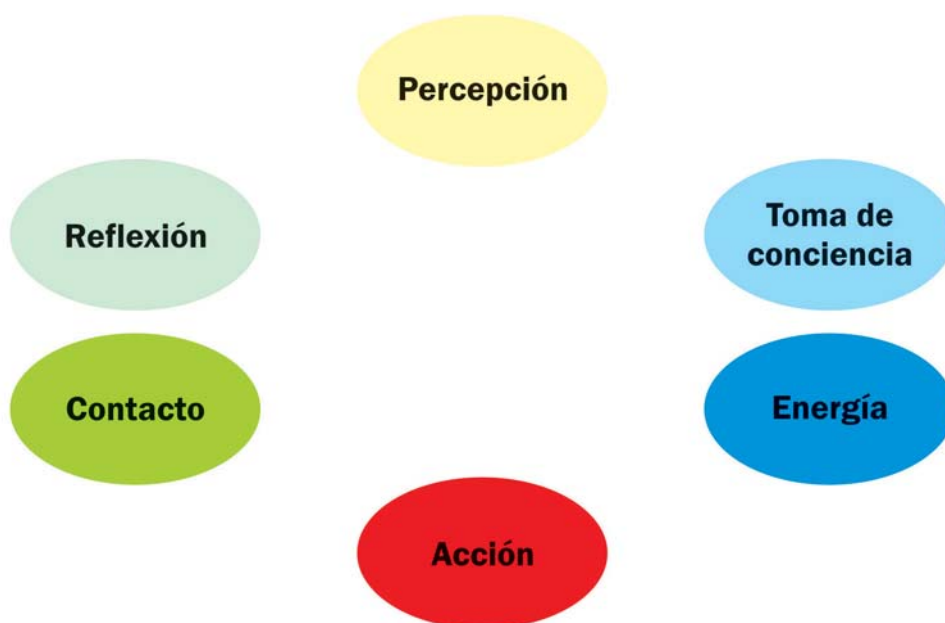 Percepción
Toma de
conciencia
Energía
Acción
Contacto
Reflexión